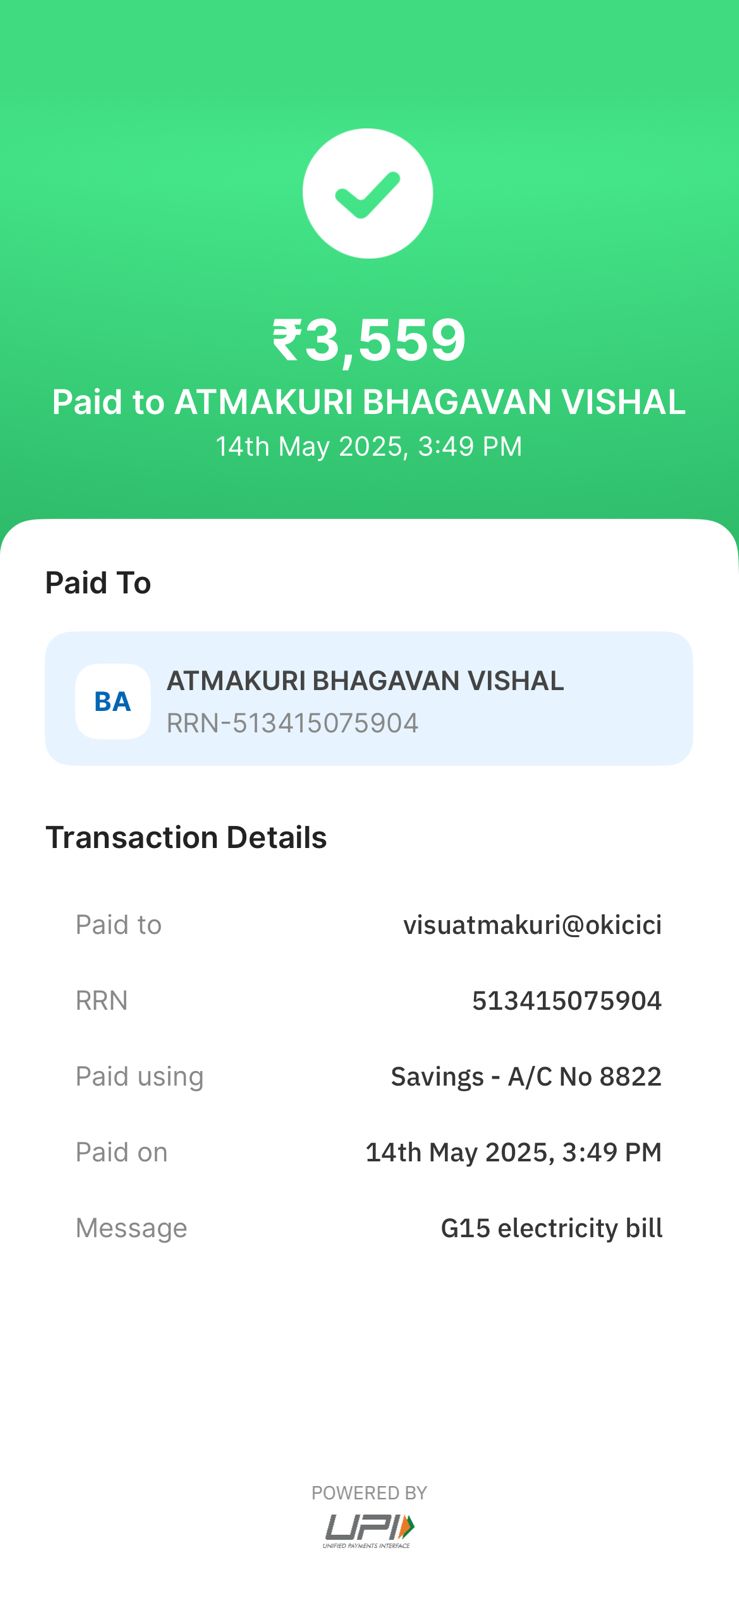 ₹3,559
Paid to ATMAKURI BHAGAVAN VISHAL
14th May 2025, 3:49 PM
Paid To
BA
ATMAKURI BHAGAVAN VISHAL
RRN-513415075904
Transaction Details
Paid to visuatmakuri@okicici
RRN 513415075904
Paid using Savings - A/C No 8822
Paid on 14th May 2025, 3:49 PM
Message G15 electricity bill
POWERED BY
UPI
UNIFIED PAYMENTS INTERFACE